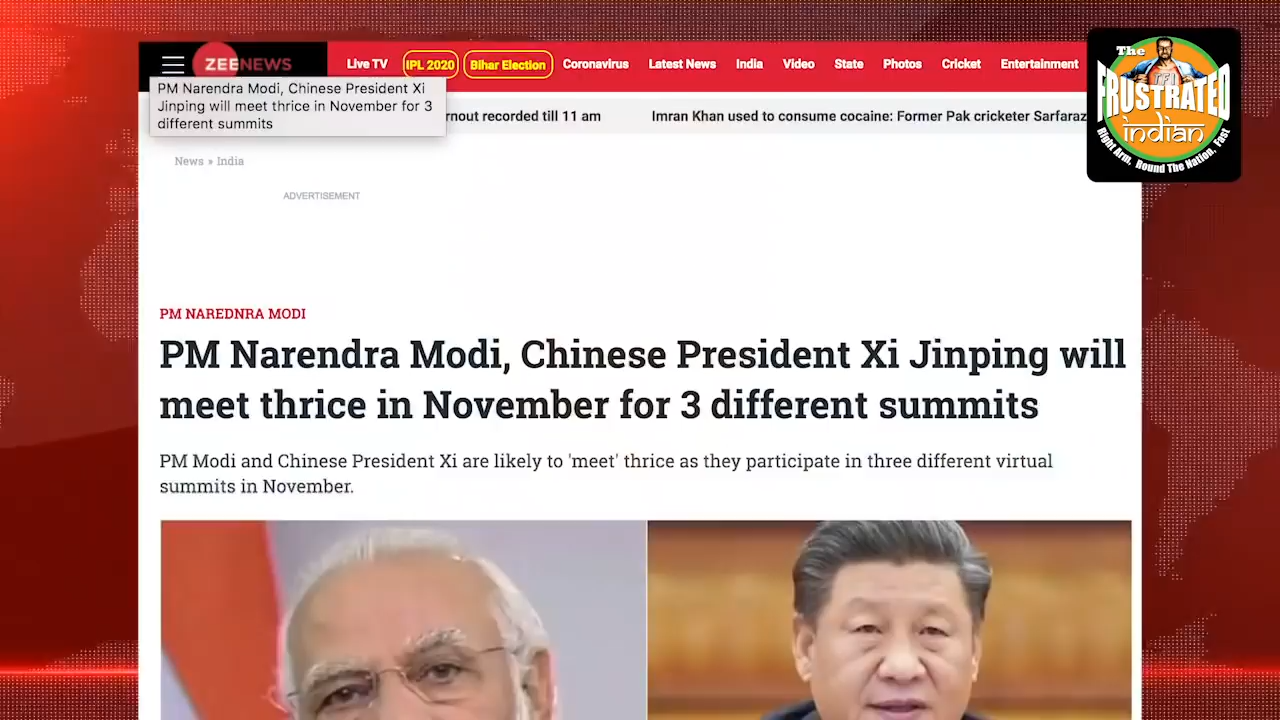 ZEENEWS
Live TV
IPL 2020
Bihar Election
Coronavirus
Latest News
India
Video
State
Photos
Cricket
Entertainment
PM Narendra Modi, Chinese President Xi
Jinping will meet thrice in November for 3
different summits
rnout recorded till 11 am
Imran Khan used to consume cocaine: Former Pak cricketer Sarfaraz
The
TFI
FRUSTRATED
indian
Right Arm, Round The Nation, Fast
News » India
ADVERTISEMENT
PM NAREDNRA MODI
PM Narendra Modi, Chinese President Xi Jinping will
meet thrice in November for 3 different summits
PM Modi and Chinese President Xi are likely to 'meet' thrice as they participate in three different virtual
summits in November.